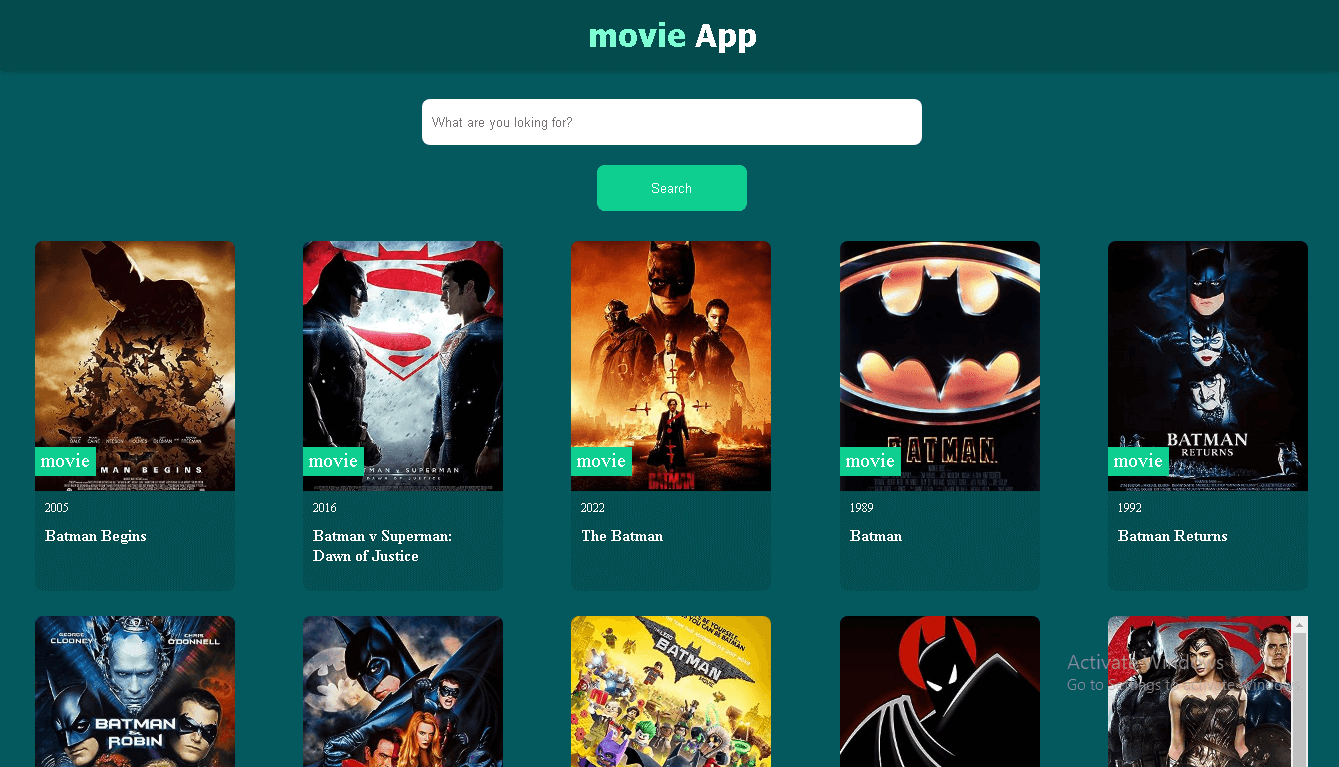 movie App
What are you loking for?
Search
movie
MAN BEGINS
2005
Batman Begins
movie
TMAN V SUPERMAN
DAWN OF JUSTICE
2016
Batman v Superman:
Dawn of Justice
movie
BATMAN
2022
The Batman
movie
BATMAN
1989
Batman
movie
BATMAN
RETURNS
1992
Batman Returns
GEORGE CLOONEY
CHRIS O'DONNELL
BATMAN
&
ROBIN
BATMAN
Activate Windows
Go to Settings to activate Windows